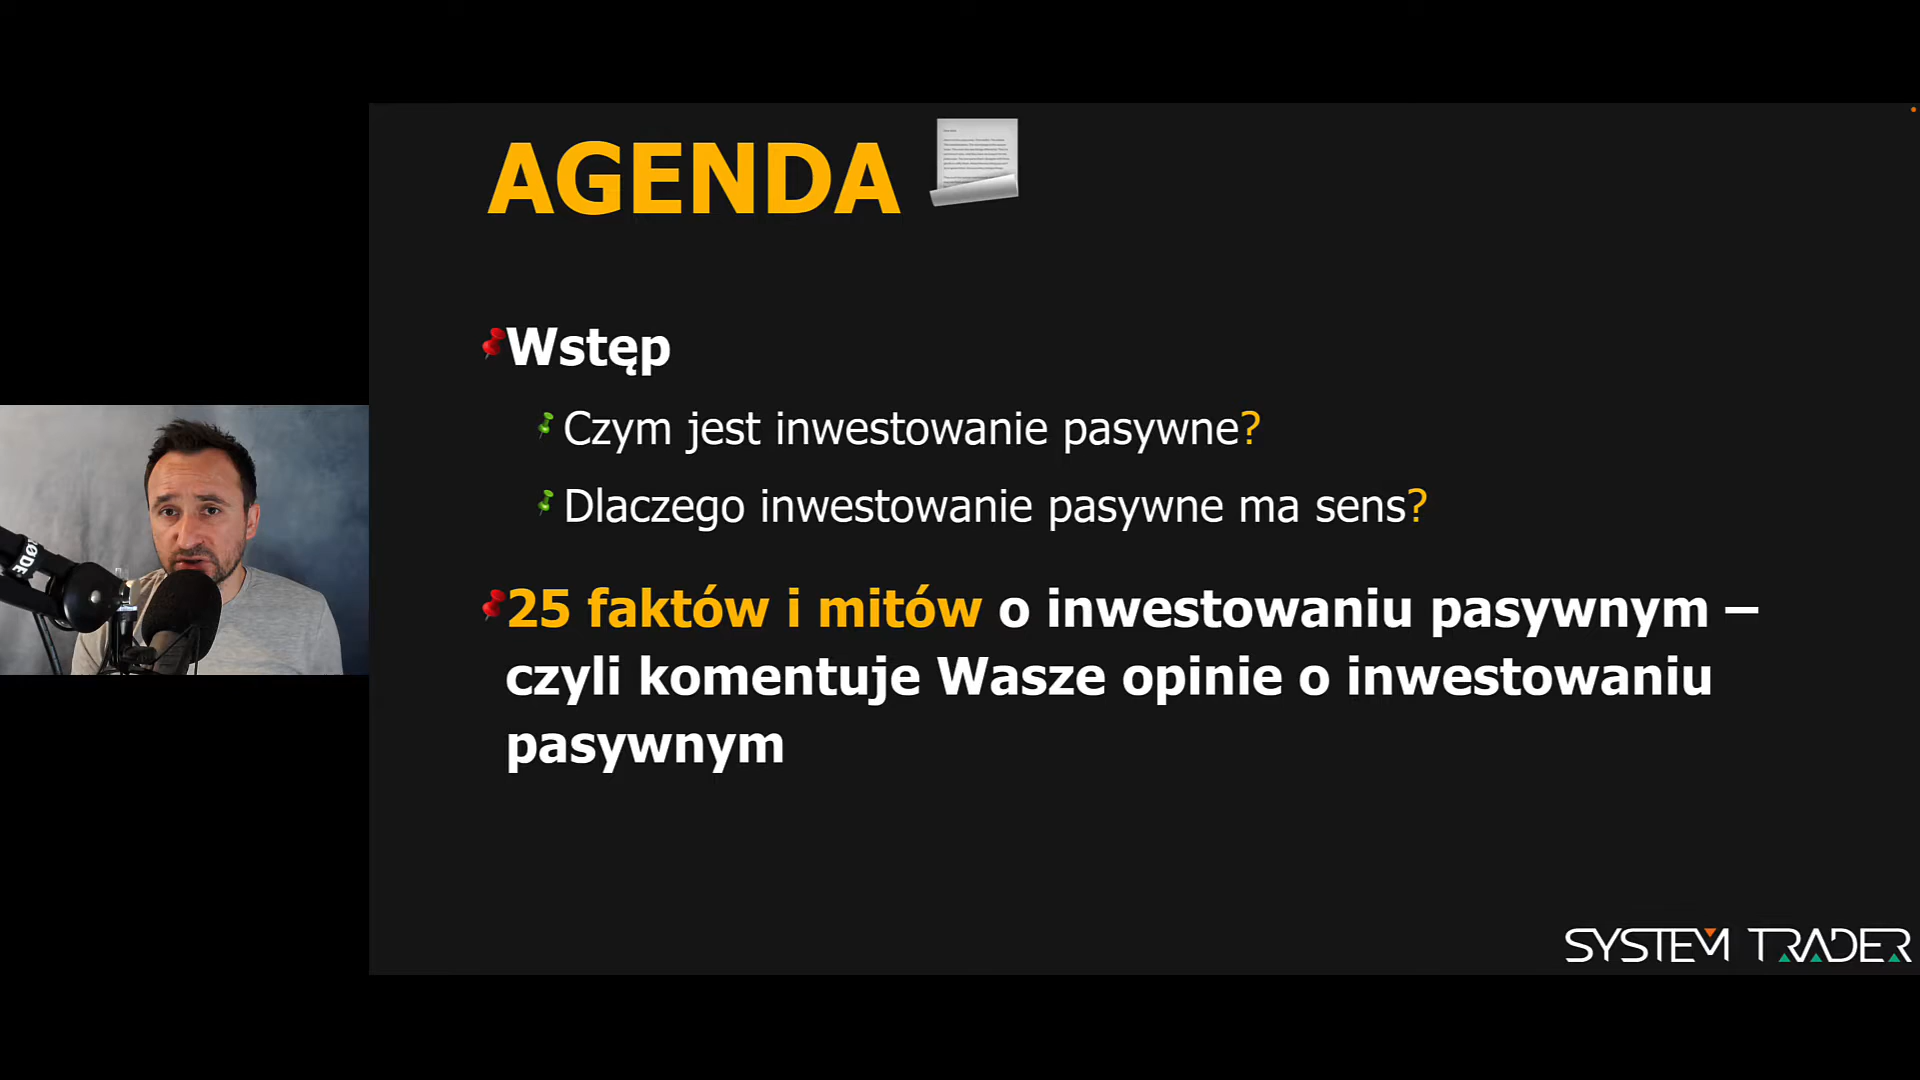 AGENDA
Wstęp
Czym jest inwestowanie pasywne?
Dlaczego inwestowanie pasywne ma sens?
25 faktów i mitów o inwestowaniu pasywnym –
czyli komentuje Wasze opinie o inwestowaniu
pasywnym
RØDE
SYSTEM TRADER